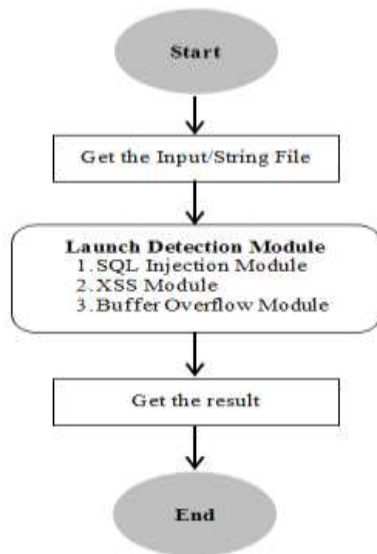 Start
Get the Input/String File
Launch Detection Module
1. SQL Injection Module
2. XSS Module
3. Buffer Overflow Module
Get the result
End